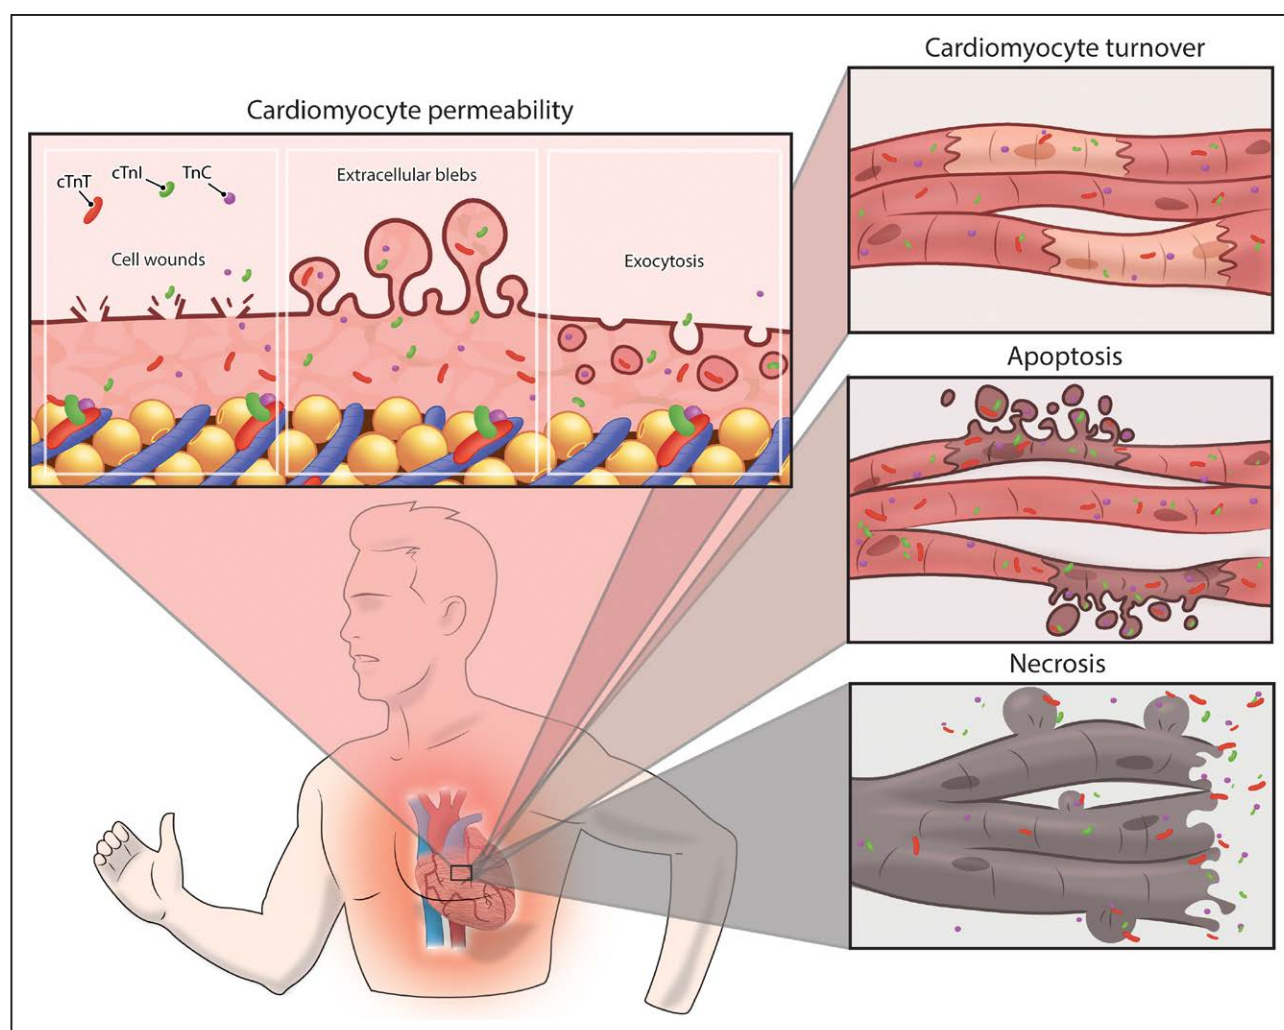 Cardiomyocyte turnover
Cardiomyocyte permeability
cTnT
cTnI
TnC
Extracellular blebs
Cell wounds
Exocytosis
Apoptosis
Necrosis